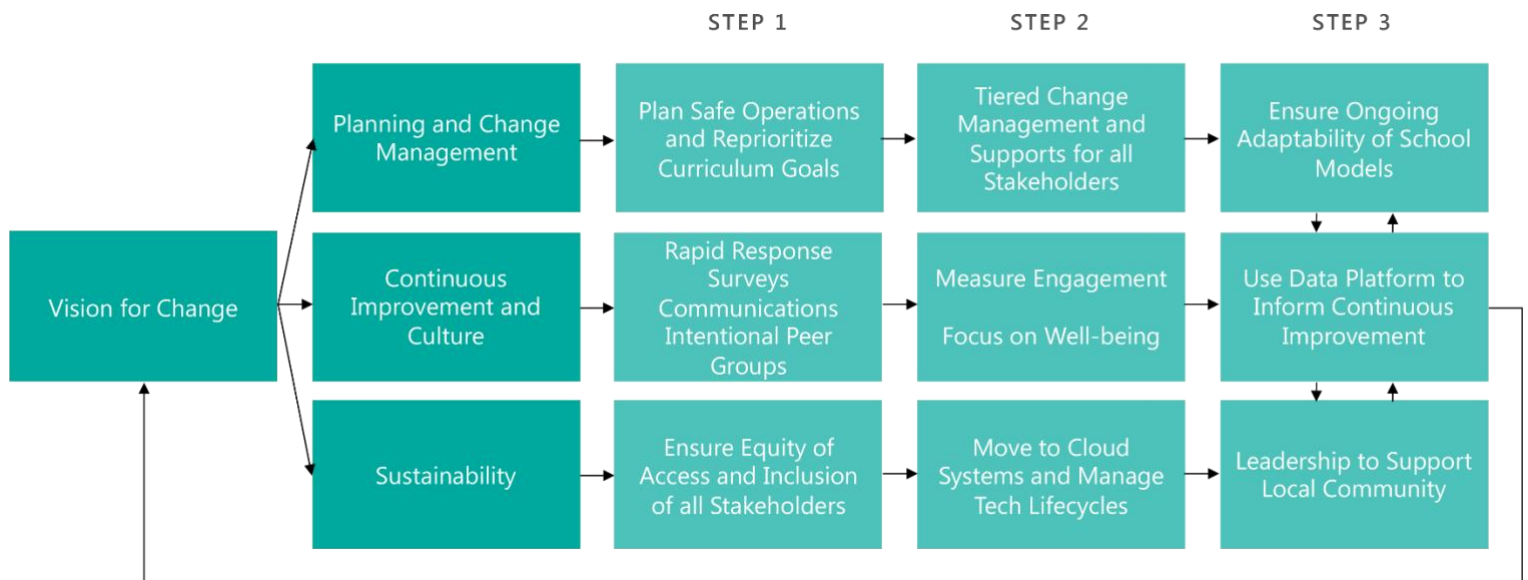 STEP 1
STEP 2
STEP 3
Planning and Change
Management
Plan Safe Operations
and Reprioritize
Curriculum Goals
Tiered Change
Management and
Supports for all
Stakeholders
Ensure Ongoing
Adaptability of School
Models
Vision for Change
Continuous
Improvement and
Culture
Rapid Response
Surveys
Communications
Intentional Peer
Groups
Measure Engagement
Focus on Well-being
Use Data Platform to
Inform Continuous
Improvement
Sustainability
Ensure Equity of
Access and Inclusion
of all Stakeholders
Move to Cloud
Systems and Manage
Tech Lifecycles
Leadership to Support
Local Community